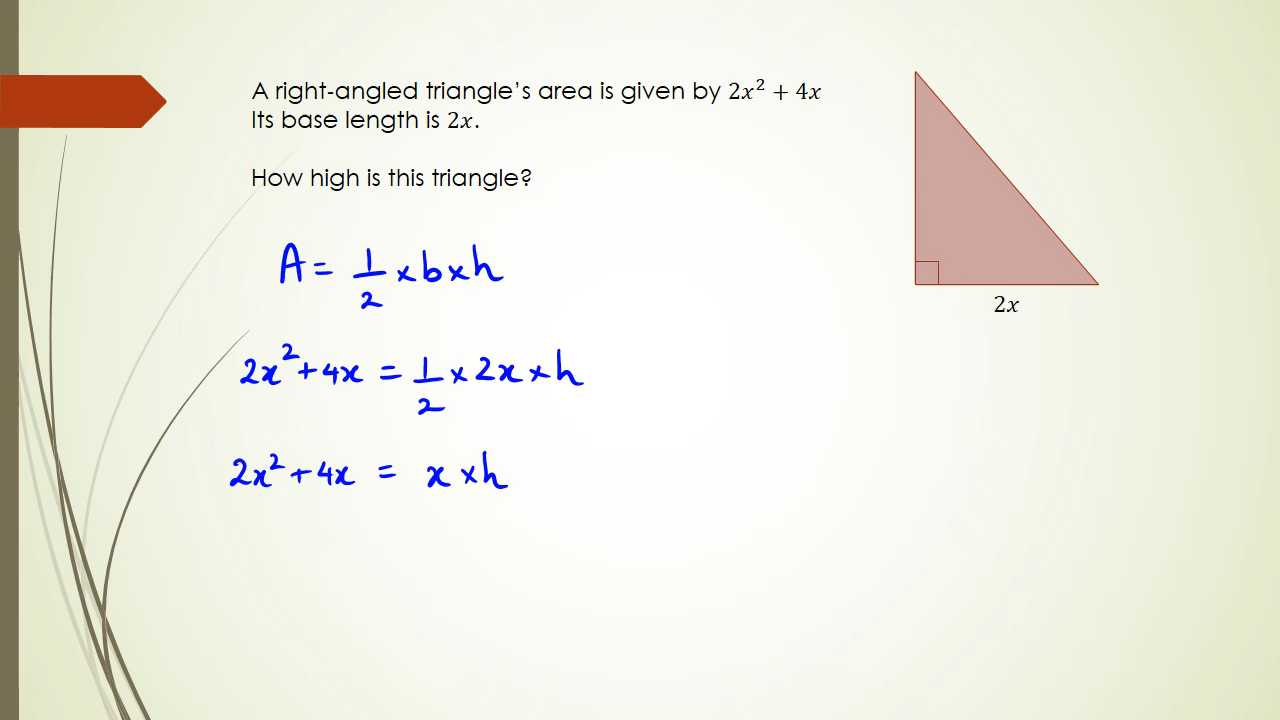 A right-angled triangle’s area is given by 2x² + 4x
Its base length is 2x.
How high is this triangle?
A = 1/2 × b × h
2x² + 4x = 1/2 × 2x × h
2x² + 4x = x × h
2x